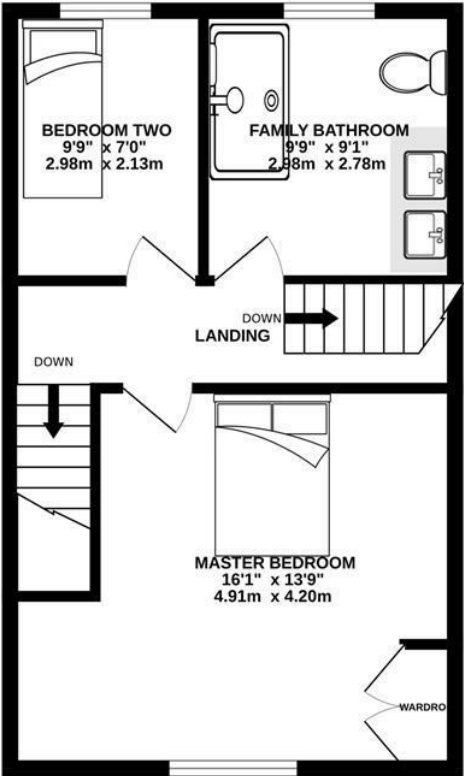 BEDROOM TWO
9'9" x 7'0"
2.98m x 2.13m
FAMILY BATHROOM
9'9" x 9'1"
2.98m x 2.78m
DOWN
LANDING
DOWN
MASTER BEDROOM
16'1" x 13'9"
4.91m x 4.20m
WARDRO